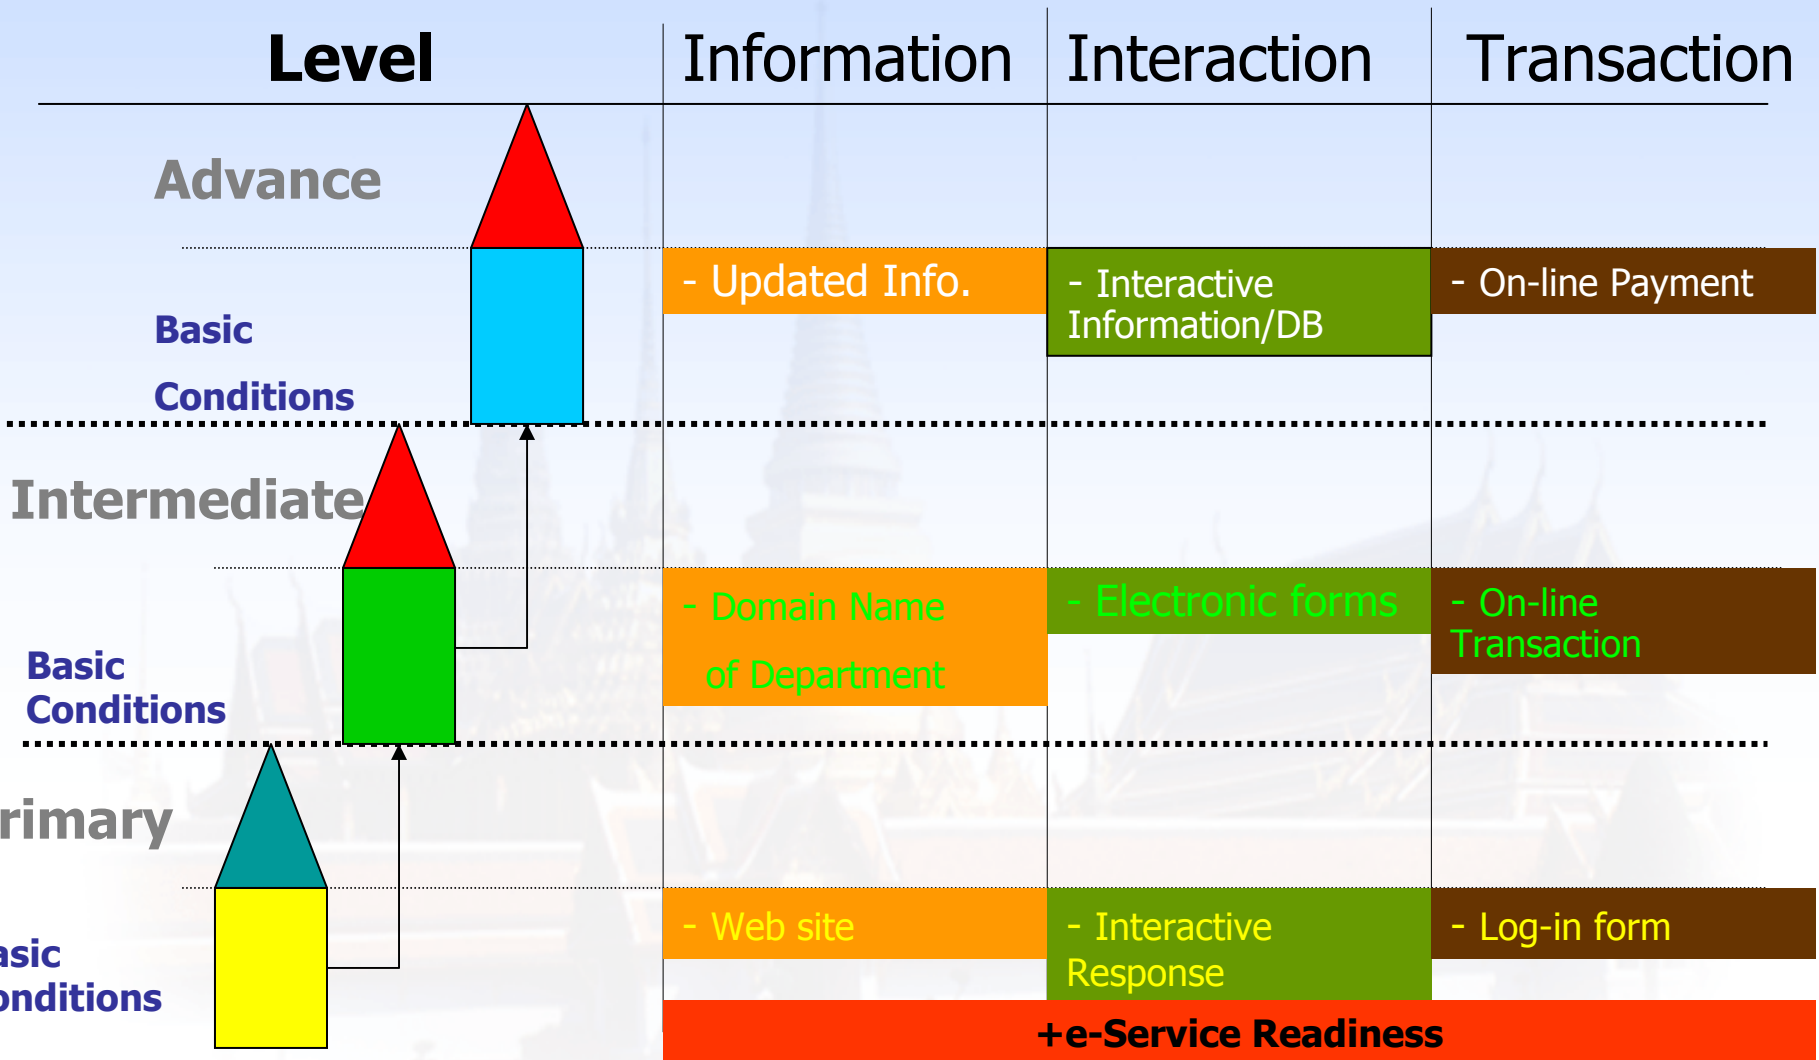 Level Information Interaction Transaction
Advance
- Updated Info.
- Interactive
Information/DB
- On-line Payment
Basic
Conditions
Intermediate
- Domain Name
of Department
- Electronic forms
- On-line
Transaction
Basic
Conditions
rimary
- Web site
- Interactive
Response
- Log-in form
asic
onditions
+e-Service Readiness